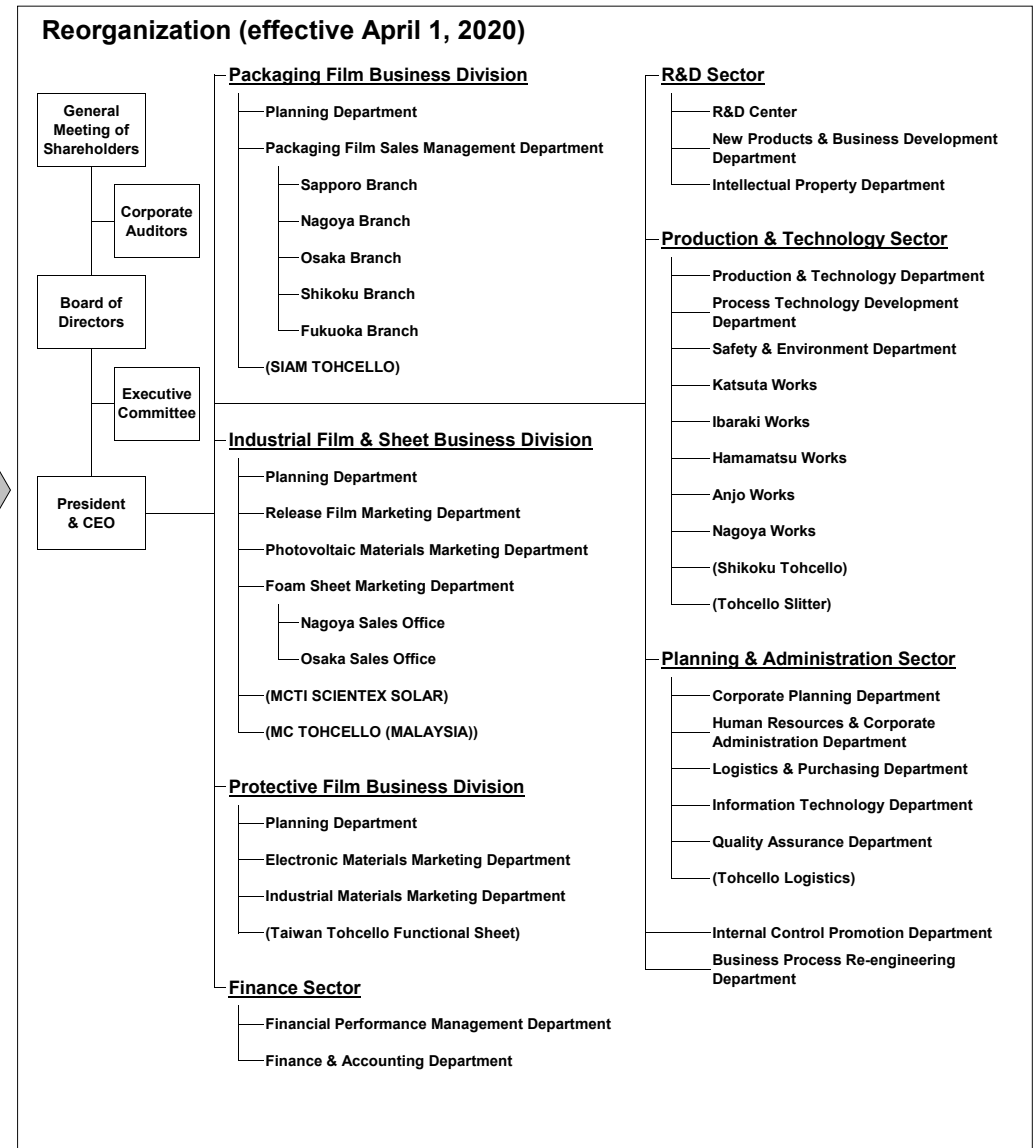 Reorganization (effective April 1, 2020)
General
Meeting of
Shareholders
Corporate
Auditors
Board of
Directors
Executive
Committee
President
& CEO
Packaging Film Business Division
Planning Department
Packaging Film Sales Management Department
Sapporo Branch
Nagoya Branch
Osaka Branch
Shikoku Branch
Fukuoka Branch
(SIAM TOHCELLO)
Industrial Film & Sheet Business Division
Planning Department
Release Film Marketing Department
Photovoltaic Materials Marketing Department
Foam Sheet Marketing Department
Nagoya Sales Office
Osaka Sales Office
(MCTI SCIENTEX SOLAR)
(MC TOHCELLO (MALAYSIA))
Protective Film Business Division
Planning Department
Electronic Materials Marketing Department
Industrial Materials Marketing Department
(Taiwan Tohcello Functional Sheet)
Finance Sector
Financial Performance Management Department
Finance & Accounting Department
R&D Sector
R&D Center
New Products & Business Development
Department
Intellectual Property Department
Production & Technology Sector
Production & Technology Department
Process Technology Development
Department
Safety & Environment Department
Katsuta Works
Ibaraki Works
Hamamatsu Works
Anjo Works
Nagoya Works
(Shikoku Tohcello)
(Tohcello Slitter)
Planning & Administration Sector
Corporate Planning Department
Human Resources & Corporate
Administration Department
Logistics & Purchasing Department
Information Technology Department
Quality Assurance Department
(Tohcello Logistics)
Internal Control Promotion Department
Business Process Re-engineering
Department